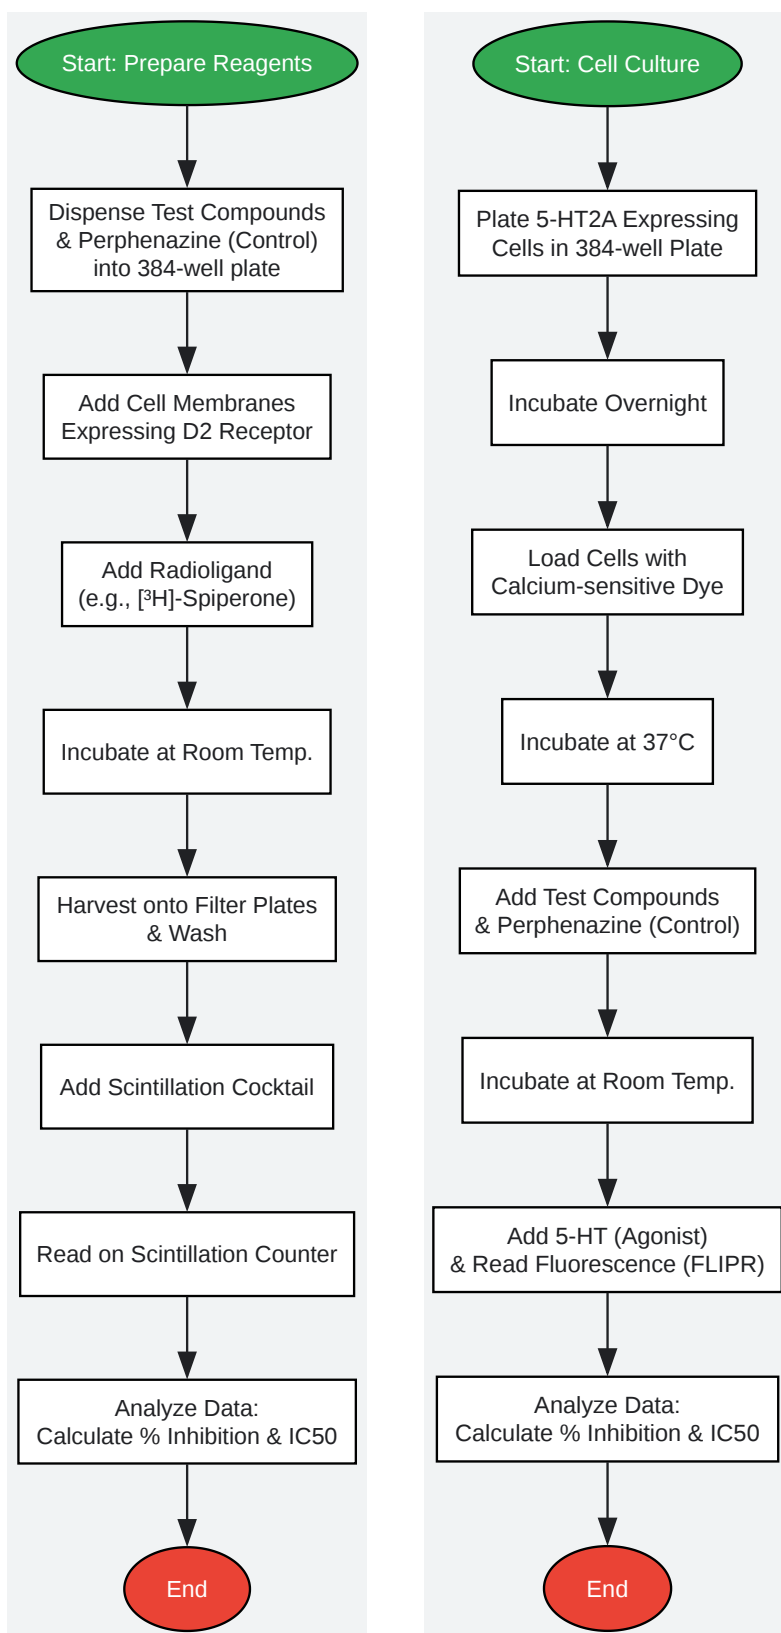 Start: Prepare Reagents
Dispense Test Compounds
& Perphenazine (Control)
into 384-well plate
Add Cell Membranes
Expressing D2 Receptor
Add Radioligand
(e.g., [³H]-Spiperone)
Incubate at Room Temp.
Harvest onto Filter Plates
& Wash
Add Scintillation Cocktail
Read on Scintillation Counter
Analyze Data:
Calculate % Inhibition & IC50
End
Start: Cell Culture
Plate 5-HT2A Expressing
Cells in 384-well Plate
Incubate Overnight
Load Cells with
Calcium-sensitive Dye
Incubate at 37°C
Add Test Compounds
& Perphenazine (Control)
Incubate at Room Temp.
Add 5-HT (Agonist)
& Read Fluorescence (FLIPR)
Analyze Data:
Calculate % Inhibition & IC50
End